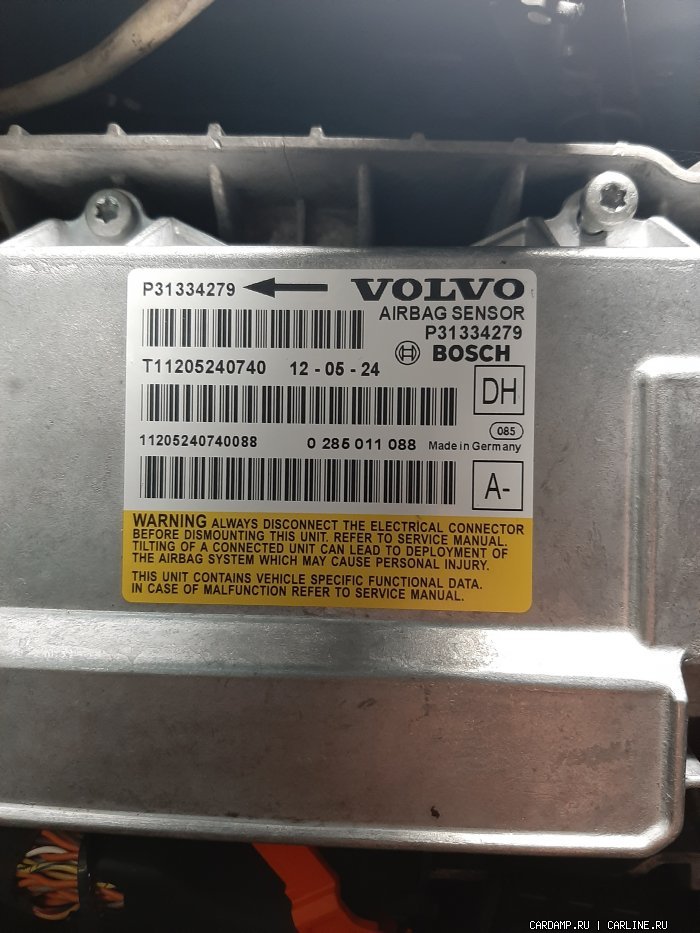 P31334279
VOLVO
AIRBAG SENSOR
P31334279
BOSCH
T11205240740 12 - 05 - 24
DH
085
11205240740088 0 285 011 088 Made in Germany
A-
WARNING ALWAYS DISCONNECT THE ELECTRICAL CONNECTOR
BEFORE DISMOUNTING THIS UNIT. REFER TO SERVICE MANUAL.
TILTING OF A CONNECTED UNIT CAN LEAD TO DEPLOYMENT OF
THE AIRBAG SYSTEM WHICH MAY CAUSE PERSONAL INJURY.
THIS UNIT CONTAINS VEHICLE SPECIFIC FUNCTIONAL DATA.
IN CASE OF MALFUNCTION REFER TO SERVICE MANUAL.
CARDAMP.RU | CARLINE.RU